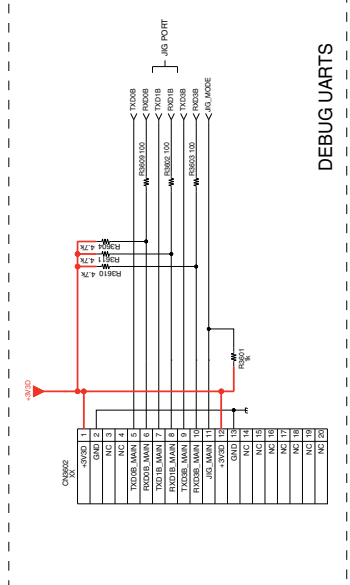 DEBUG UARTS
JIG PORT
TXD0B
RXD0B
TXD1B
RXD1B
TXD3B
RXD3B
JIG_MODE
R3609 100
R3602 100
R3603 100
R3604 4.7k
R3611 4.7k
R3610 4.7k
R3601
1k
+3V3D
CN3602
XX
1 +3V3D
2 GND
3 NC
4 NC
5 TXD0B_MAIN
6 RXD0B_MAIN
7 TXD1B_MAIN
8 RXD1B_MAIN
9 TXD3B_MAIN
10 RXD3B_MAIN
11 JIG_MAIN
12 +3V3D
13 GND
14 NC
15 NC
16 NC
17 NC
18 NC
19 NC
20 NC